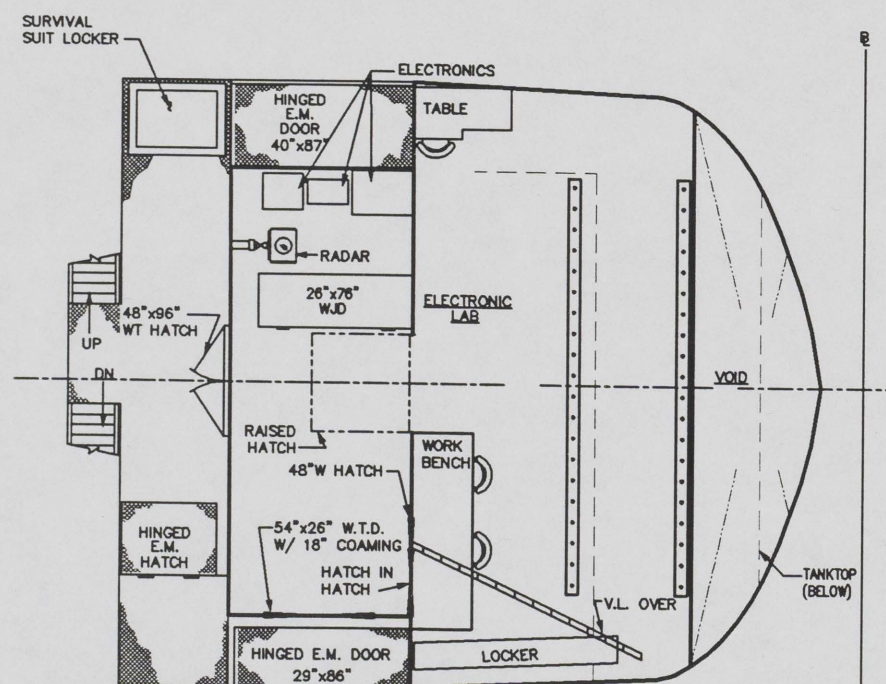 SURVIVAL
SUIT LOCKER
ELECTRONICS
HINGED
E.M.
DOOR
40"x87"
TABLE
RADAR
26"x76"
WJD
ELECTRONIC
LAB
48"x96"
WT HATCH
UP
DN
VOID
RAISED
HATCH
WORK
BENCH
48"W HATCH
54"x26" W.T.D.
W/ 18" COAMING
HINGED
E.M.
HATCH
HATCH IN
HATCH
TANKTOP
(BELOW)
V.L. OVER
LOCKER
HINGED E.M. DOOR
29"x86"